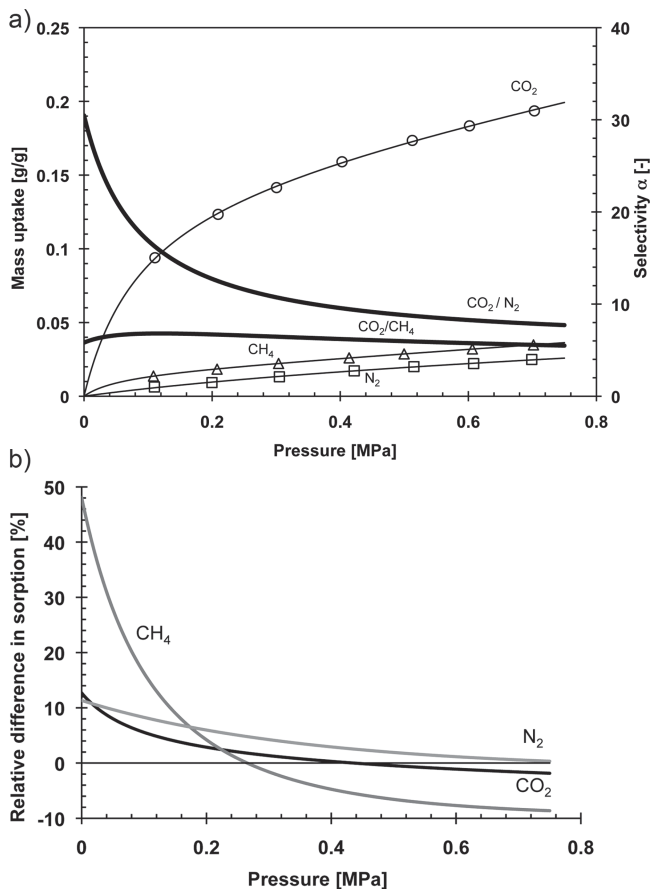 a)
0.25
0.2
0.15
0.1
0.05
0
Mass uptake [g/g]
40
30
20
10
0
Selectivity α [-]
CO₂
CO₂ / N₂
CO₂/CH₄
CH₄
N₂
0 0.2 0.4 0.6 0.8
Pressure [MPa]
b)
50
40
30
20
10
0
-10
Relative difference in sorption [%]
CH₄
N₂
CO₂
0 0.2 0.4 0.6 0.8
Pressure [MPa]